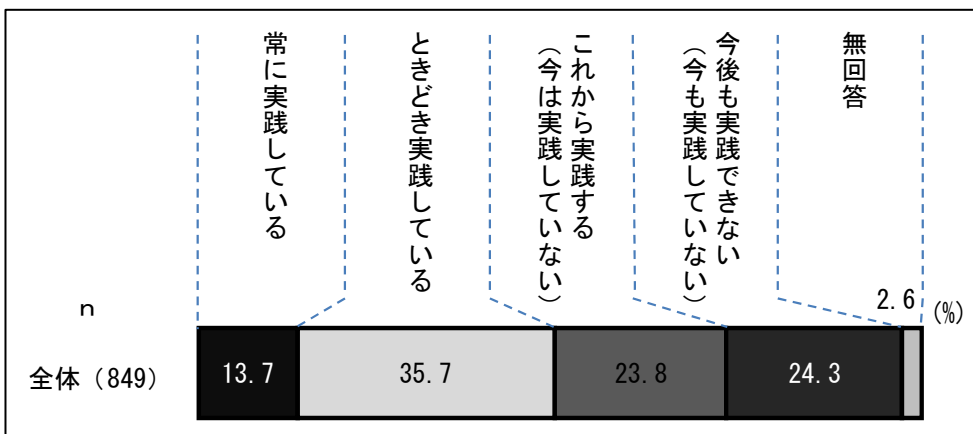 常に実践している
ときどき実践している
これから実践する
(今は実践していない)
今後も実践できない
(今も実践していない)
無回答
n
2.6
(%)
全体(849)
13.7
35.7
23.8
24.3